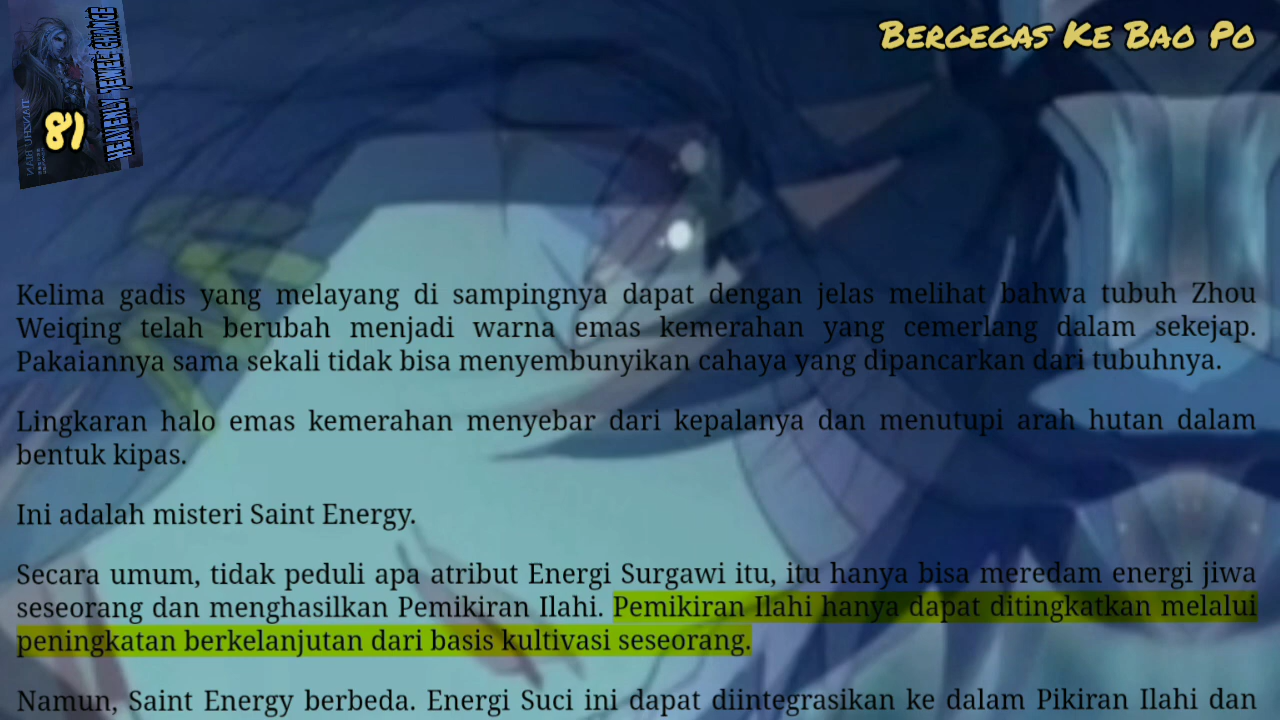 Bergegas Ke Bao Po
HEAVENLY JEWEL CHANGE
81
Kelima gadis yang melayang di sampingnya dapat dengan jelas melihat bahwa tubuh Zhou
Weiqing telah berubah menjadi warna emas kemerahan yang cemerlang dalam sekejap.
Pakaiannya sama sekali tidak bisa menyembunyikan cahaya yang dipancarkan dari tubuhnya.
Lingkaran halo emas kemerahan menyebar dari kepalanya dan menutupi arah hutan dalam
bentuk kipas.
Ini adalah misteri Saint Energy.
Secara umum, tidak peduli apa atribut Energi Surgawi itu, itu hanya bisa meredam energi jiwa
seseorang dan menghasilkan Pemikiran Ilahi. Pemikiran Ilahi hanya dapat ditingkatkan melalui
peningkatan berkelanjutan dari basis kultivasi seseorang.
Namun, Saint Energy berbeda. Energi Suci ini dapat diintegrasikan ke dalam Pikiran Ilahi dan